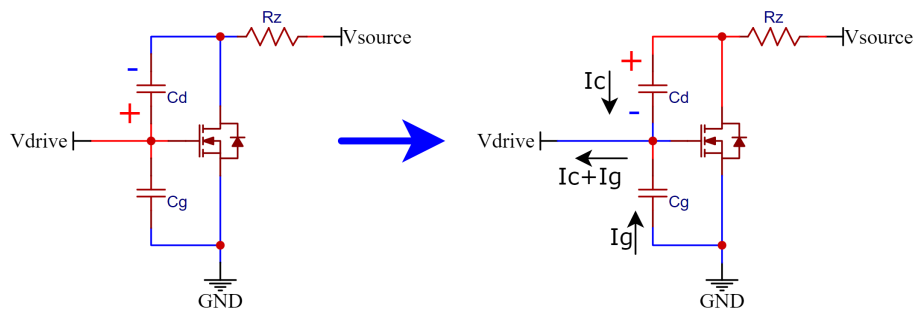 Rz
Vsource
-
Cd
+
Vdrive
Cg
GND
Rz
Vsource
+
Ic
Cd
-
Vdrive
Ic+Ig
Cg
Ig
GND